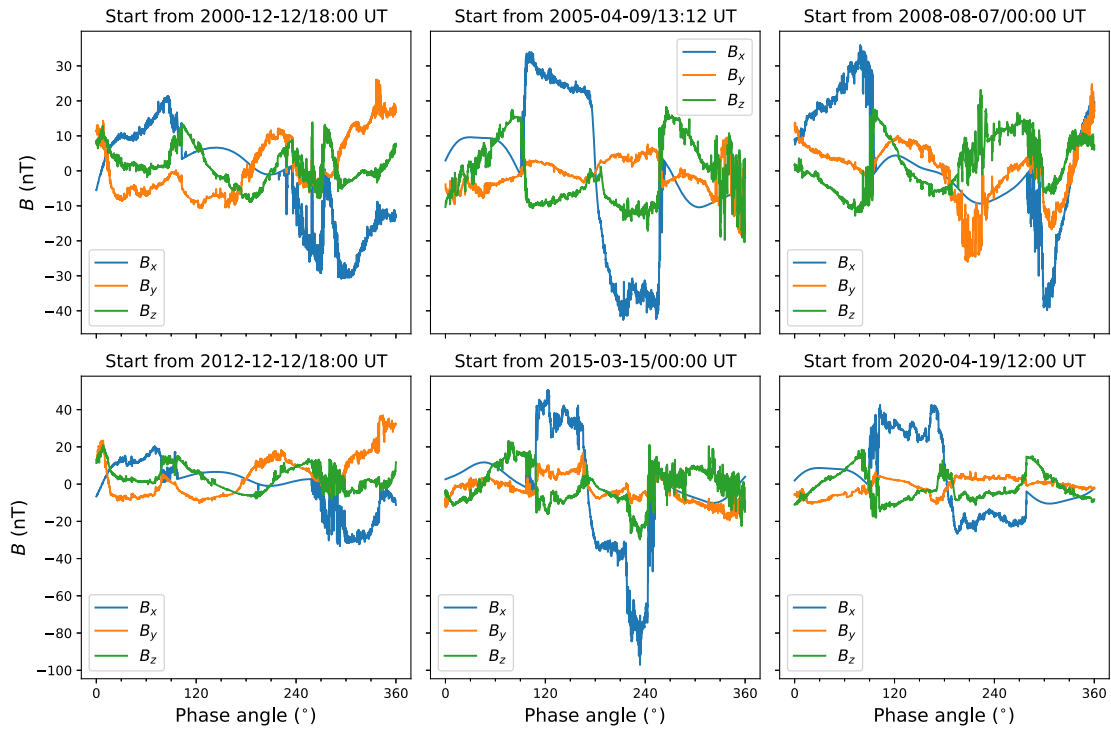 Start from 2000-12-12/18:00 UT
Start from 2005-04-09/13:12 UT
Start from 2008-08-07/00:00 UT
B (nT)
30
20
10
0
−10
−20
−30
−40
Bx
By
Bz
Bx
By
Bz
Bx
By
Bz
Start from 2012-12-12/18:00 UT
Start from 2015-03-15/00:00 UT
Start from 2020-04-19/12:00 UT
B (nT)
40
20
0
−20
−40
−60
−80
−100
Bx
By
Bz
Bx
By
Bz
Bx
By
Bz
0 120 240 360
0 120 240 360
0 120 240 360
Phase angle (°)
Phase angle (°)
Phase angle (°)